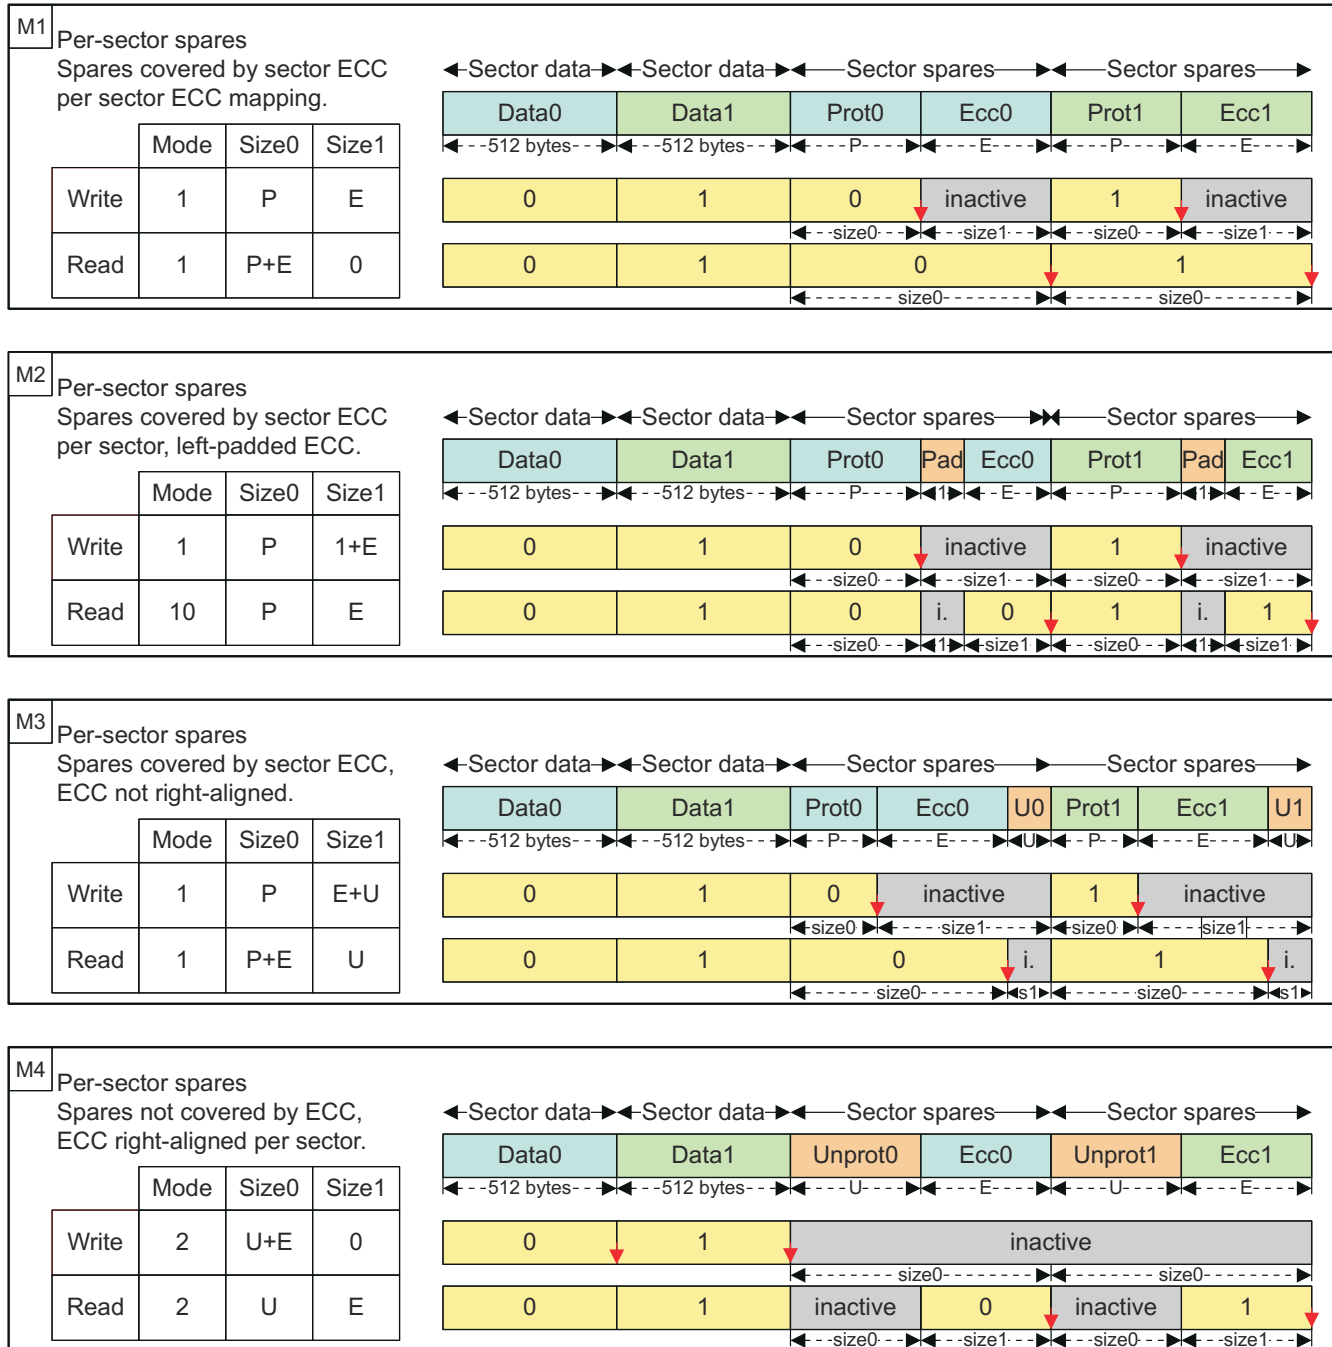 M1
Per-sector spares
Spares covered by sector ECC
per sector ECC mapping.
Mode Size0 Size1
Write 1 P E
Read 1 P+E 0
Sector data Sector data Sector spares Sector spares
Data0 Data1 Prot0 Ecc0 Prot1 Ecc1
512 bytes 512 bytes P E P E
0 1 0 inactive 1 inactive
size0 size1 size0 size1
0 1 0 1
size0 size0
M2
Per-sector spares
Spares covered by sector ECC
per sector, left-padded ECC.
Mode Size0 Size1
Write 1 P 1+E
Read 10 P E
Sector data Sector data Sector spares Sector spares
Data0 Data1 Prot0 Pad Ecc0 Prot1 Pad Ecc1
512 bytes 512 bytes P 1 E P 1 E
0 1 0 inactive 1 inactive
size0 size1 size0 size1
0 1 0 i. 0 1 i. 1
size0 1 size1 size0 1 size1
M3
Per-sector spares
Spares covered by sector ECC,
ECC not right-aligned.
Mode Size0 Size1
Write 1 P E+U
Read 1 P+E U
Sector data Sector data Sector spares Sector spares
Data0 Data1 Prot0 Ecc0 U0 Prot1 Ecc1 U1
512 bytes 512 bytes P E U P E U
0 1 0 inactive 1 inactive
size0 size1 size0 size1
0 1 0 i. 1 i.
size0 s1 size0 s1
M4
Per-sector spares
Spares not covered by ECC,
ECC right-aligned per sector.
Mode Size0 Size1
Write 2 U+E 0
Read 2 U E
Sector data Sector data Sector spares Sector spares
Data0 Data1 Unprot0 Ecc0 Unprot1 Ecc1
512 bytes 512 bytes U E U E
0 1 inactive
size0 size0
0 1 inactive 0 inactive 1
size0 size1 size0 size1